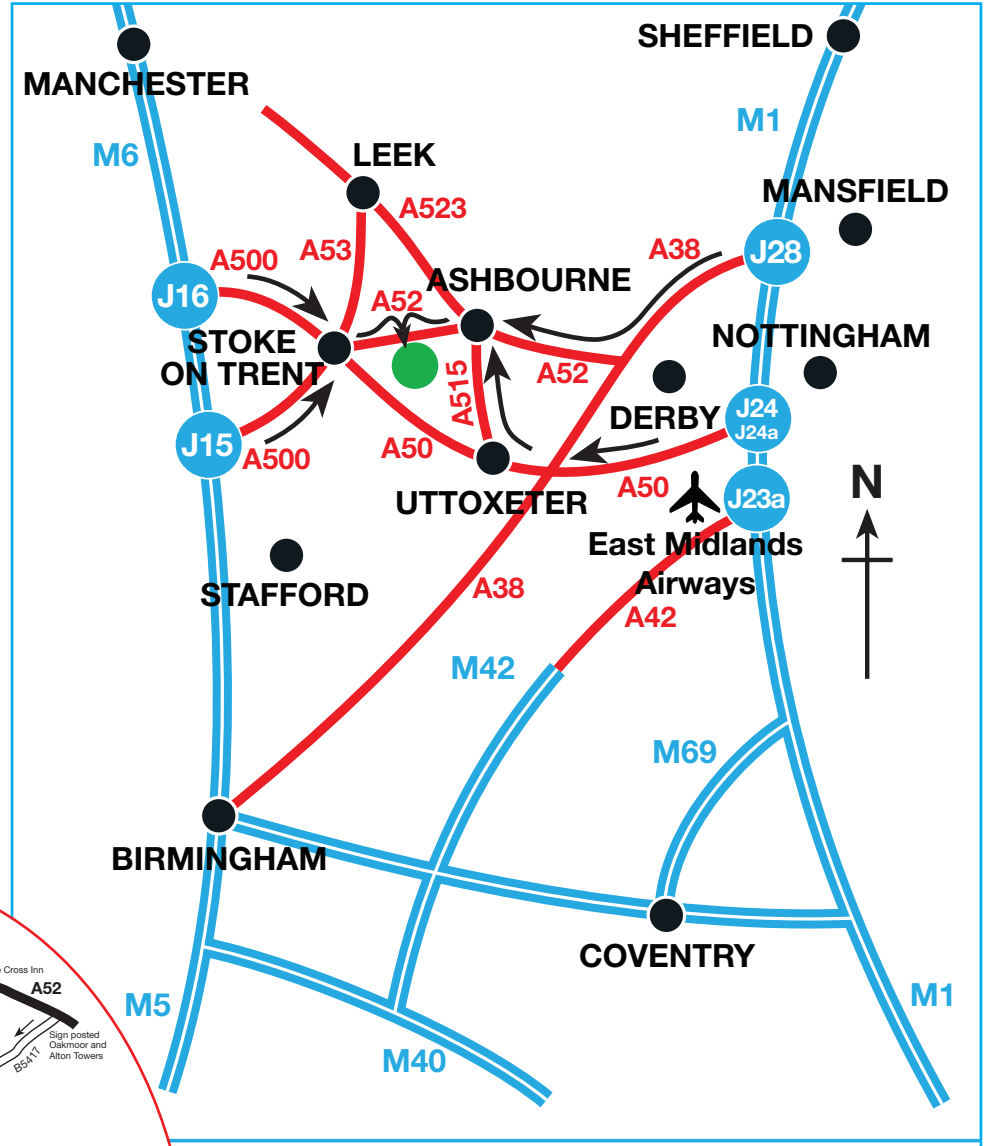 SHEFFIELD
MANCHESTER
M1
M6
LEEK
MANSFIELD
A523
A53
A38
J28
A500
ASHBOURNE
J16
A52
STOKE
ON TRENT
NOTTINGHAM
A52
A515
DERBY
J24
J24a
J15
A500
A50
A50
UTTOXETER
J23a
N
East Midlands
Airways
STAFFORD
A38
A42
M42
M69
BIRMINGHAM
COVENTRY
Cross Inn
A52
M5
M1
Sign posted
Oakmoor and
Alton Towers
B5417
M40